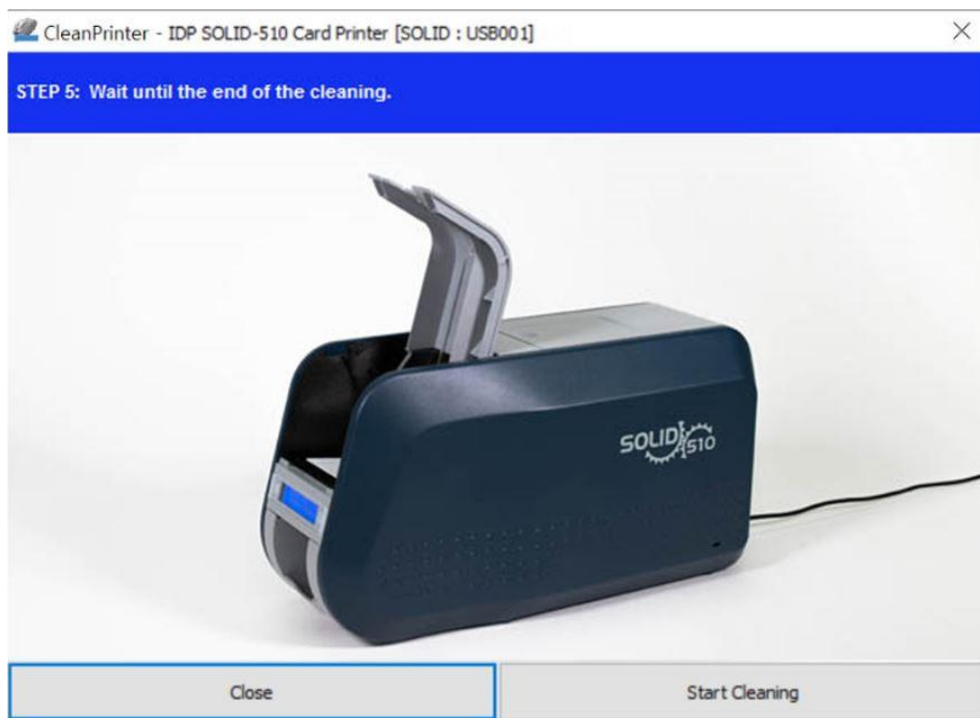 CleanPrinter - IDP SOLID-510 Card Printer [SOLID : USB001]
STEP 5: Wait until the end of the cleaning.
SOLID 510
Close
Start Cleaning